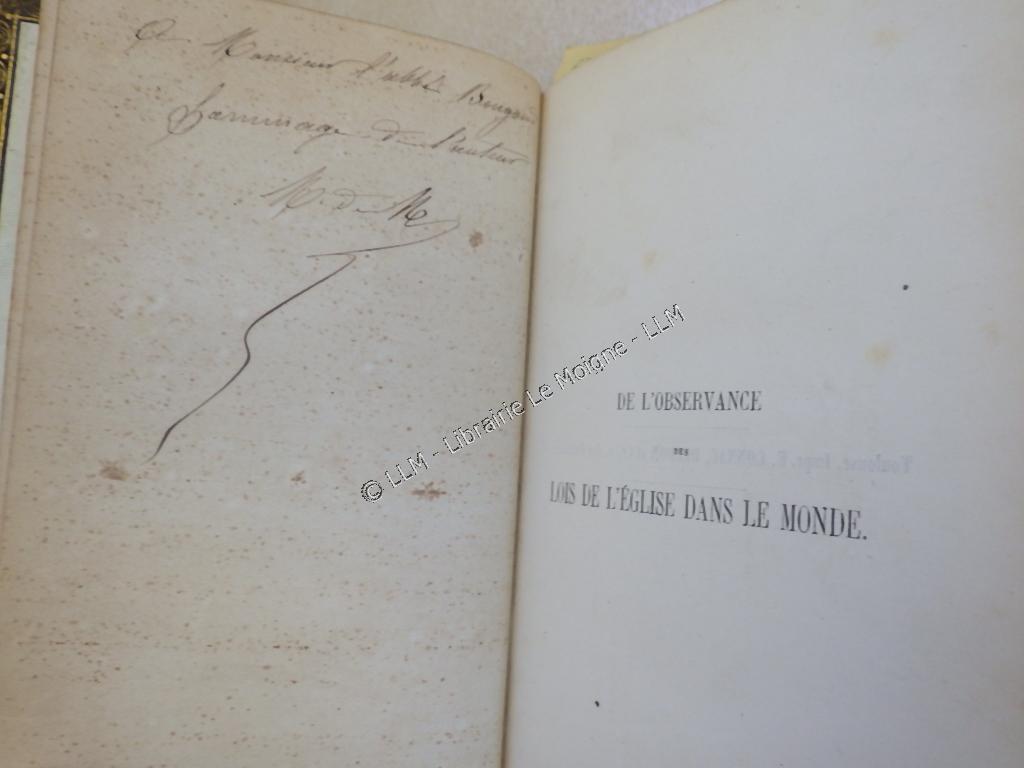 A Monsieur l'abbé
hommage de l'auteur
M. de M.
DE L'OBSERVANCE
DES
LOIS DE L'ÉGLISE DANS LE MONDE.
© LLM - Librairie Le Moigne - LLM